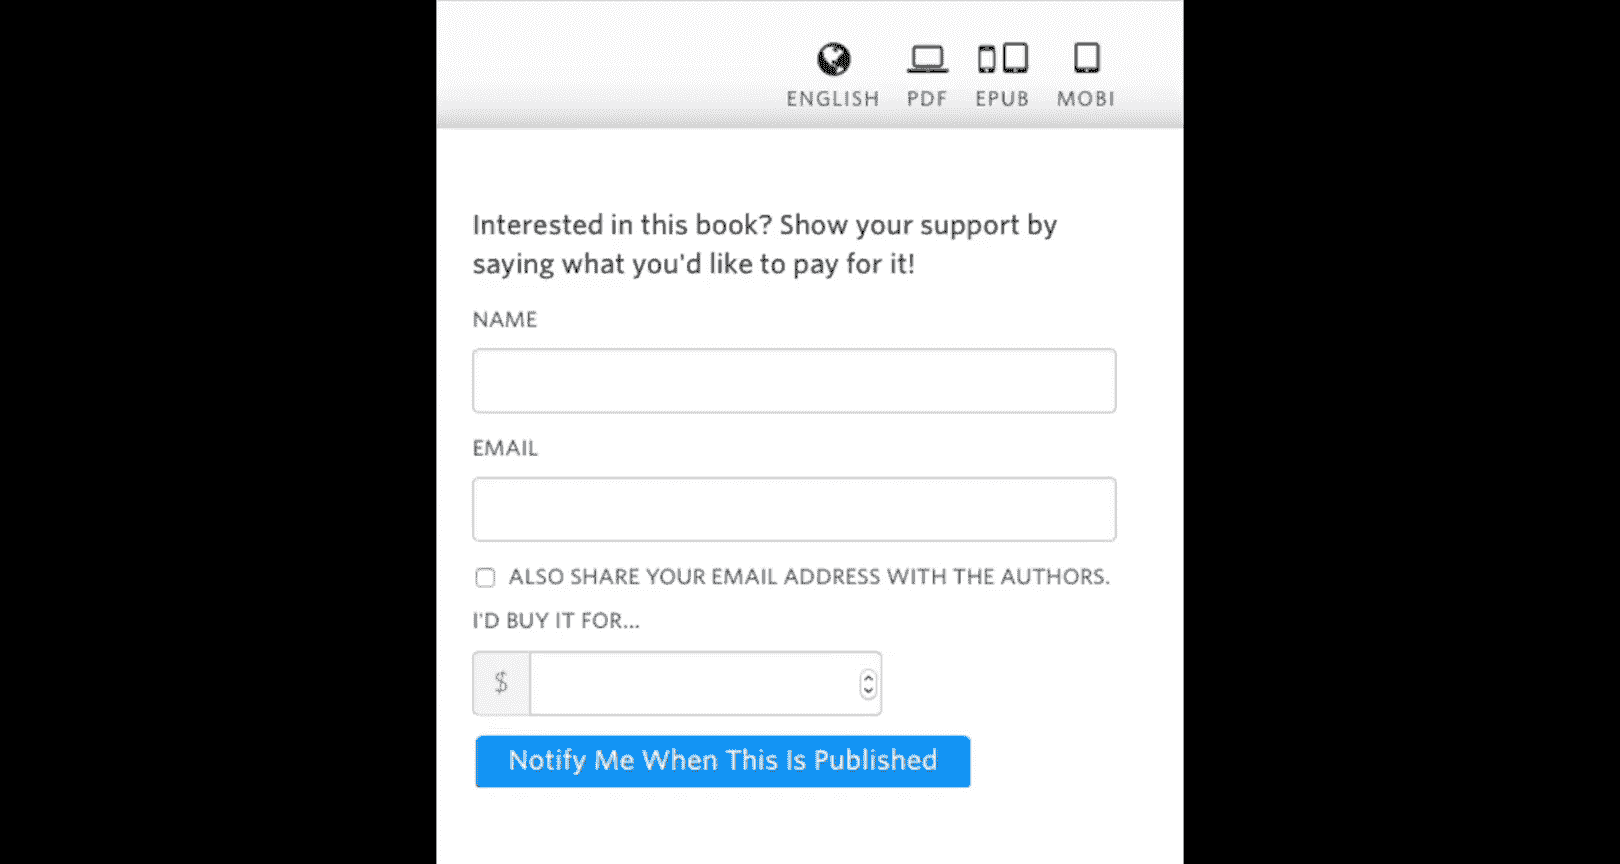 ENGLISH PDF EPUB MOBI
Interested in this book? Show your support by
saying what you'd like to pay for it!
NAME
EMAIL
ALSO SHARE YOUR EMAIL ADDRESS WITH THE AUTHORS.
I'D BUY IT FOR...
$
Notify Me When This Is Published